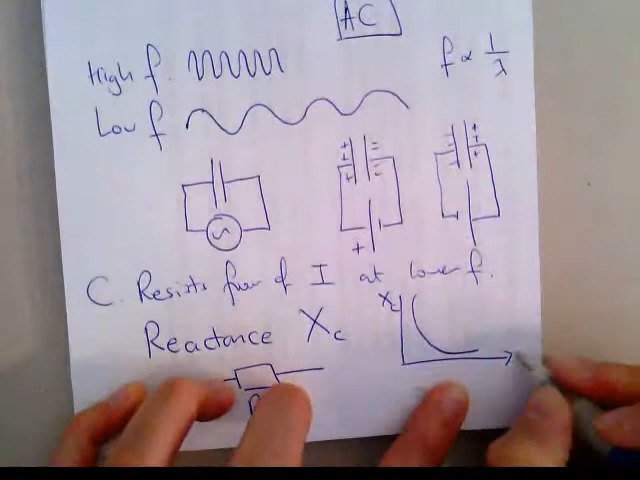 AC
High f.
f ∝ 1/λ
Low f
+ + + = = =
= = = + + +
+
C. Resists flow of I at lower f.
Reactance Xc
Xc